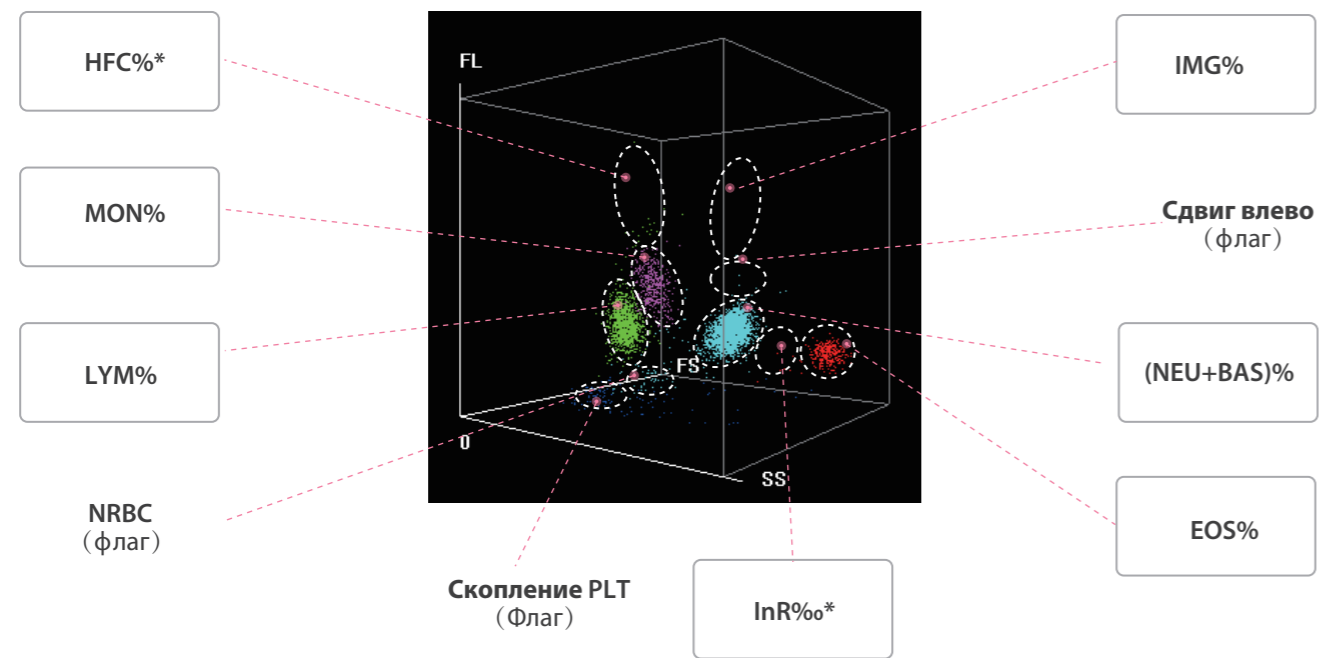 HFC%*
MON%
LYM%
NRBC
（флаг）
FL
FS
0
SS
IMG%
Сдвиг влево
（флаг）
(NEU+BAS)%
EOS%
Скопление PLT
（Флаг）
InR‰*